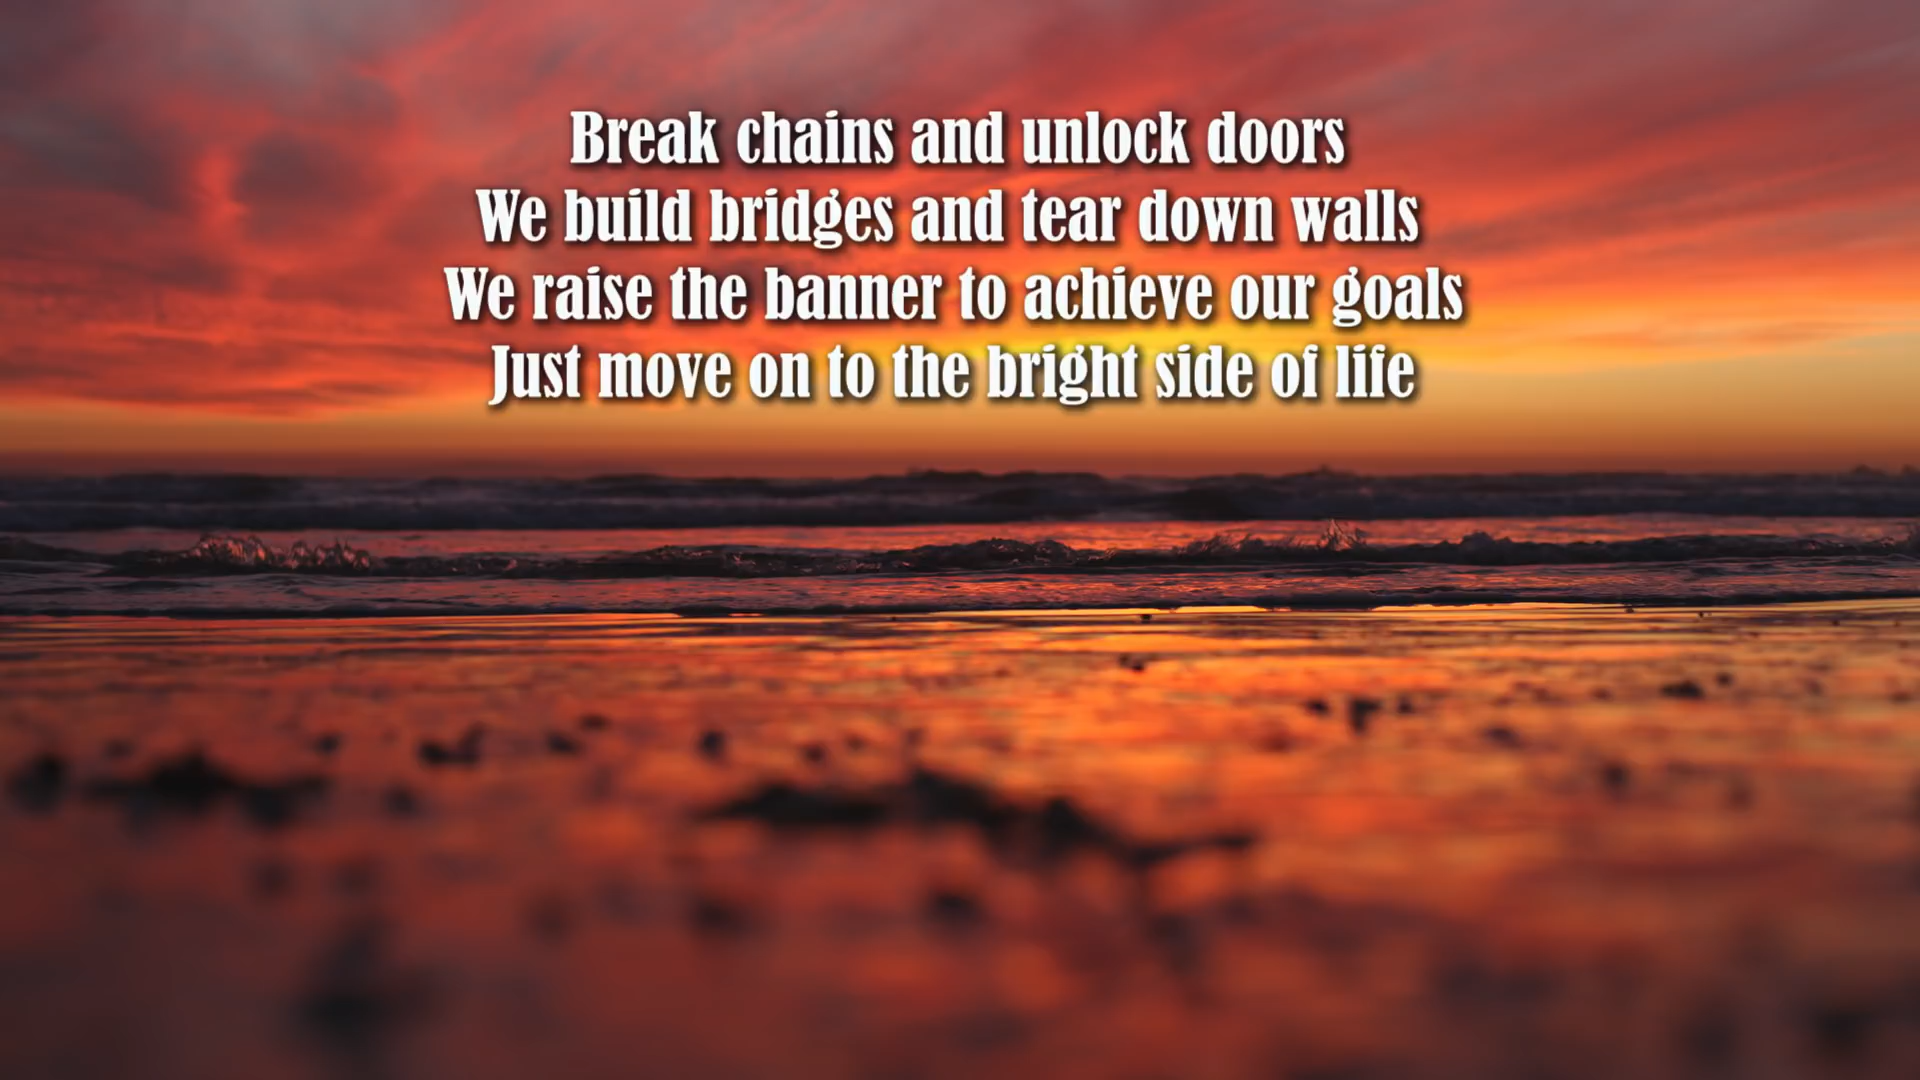 Break chains and unlock doors
We build bridges and tear down walls
We raise the banner to achieve our goals
Just move on to the bright side of life